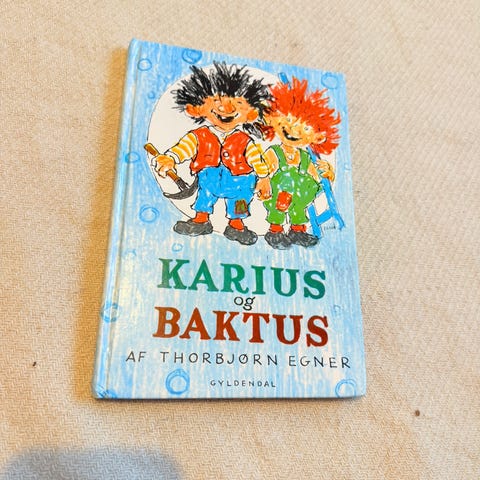 KARIUS
og
BAKTUS
AF THORBJØRN EGNER
GYLDENDAL